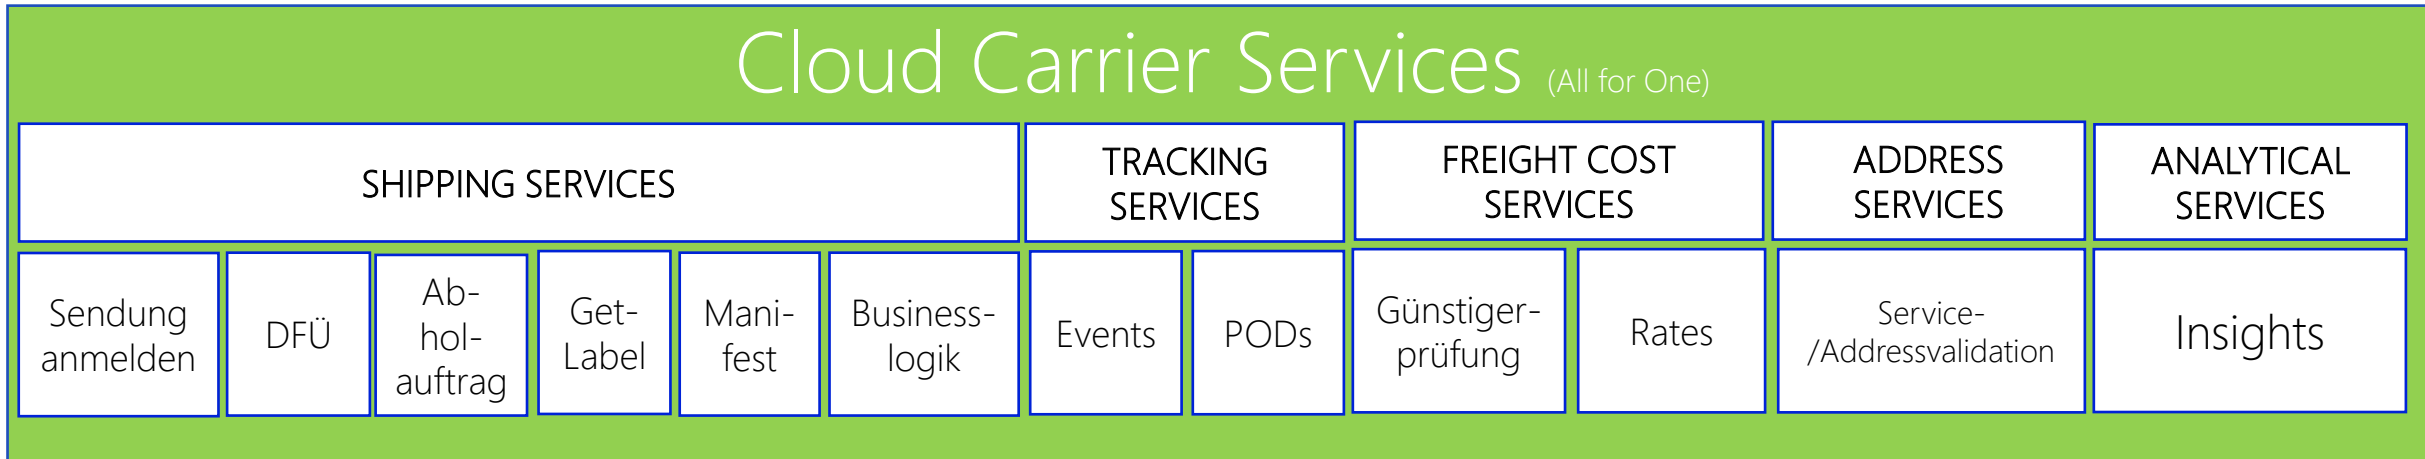 Cloud Carrier Services (All for One)
SHIPPING SERVICES
TRACKING
SERVICES
FREIGHT COST
SERVICES
ADDRESS
SERVICES
ANALYTICAL
SERVICES
Sendung
anmelden
DFÜ
Ab-
hol-
auftrag
Get-
Label
Mani-
fest
Business-
logik
Events
PODs
Günstiger-
prüfung
Rates
Service-
/Addressvalidation
Insights